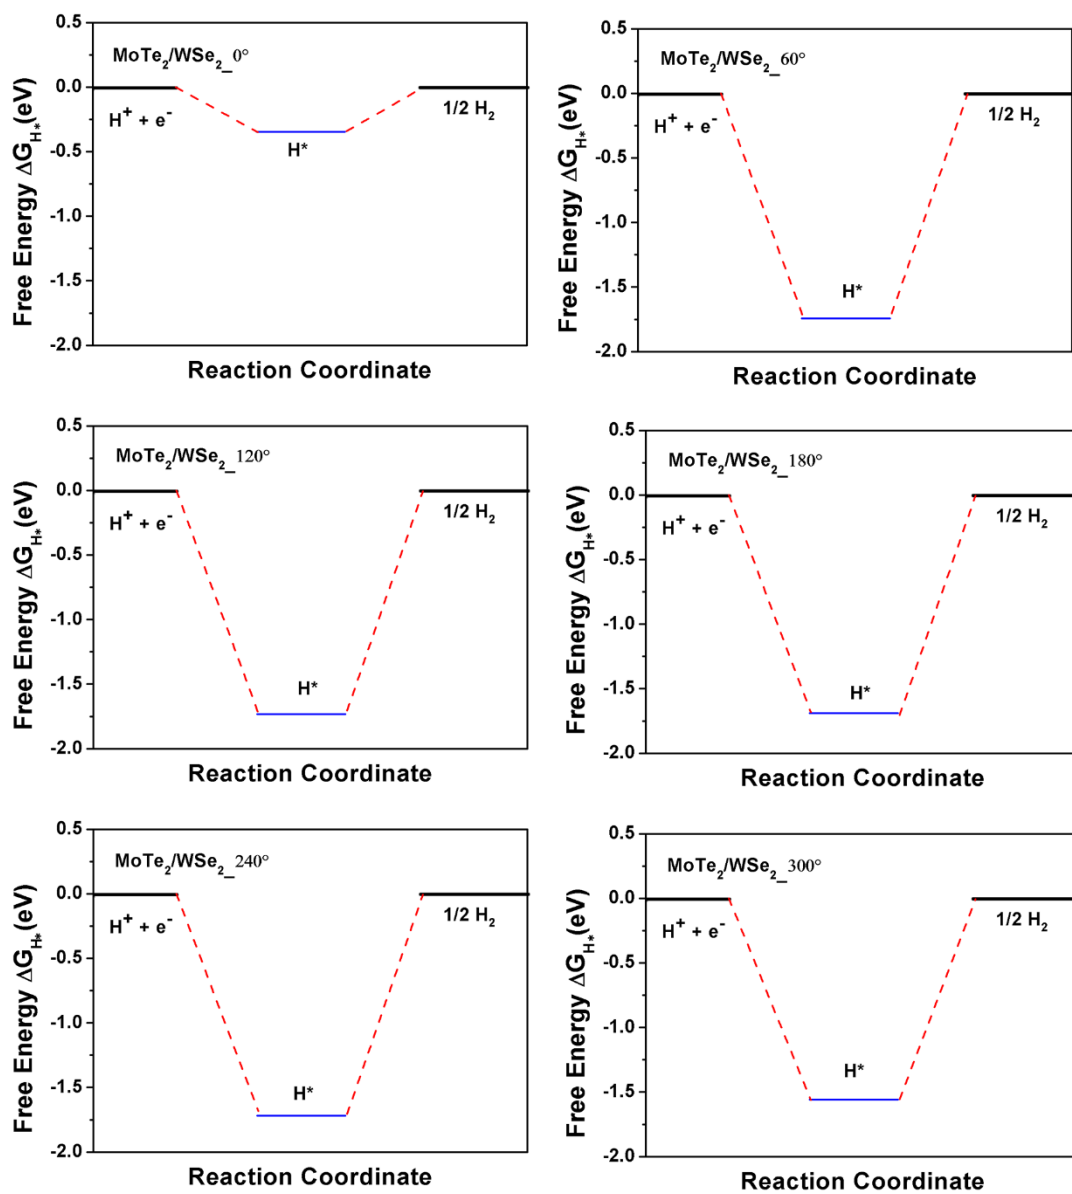 0.5
0.0
-0.5
-1.0
-1.5
-2.0
Free Energy ΔG_H*(eV)
MoTe₂/WSe₂_0°
H⁺ + e⁻
H*
1/2 H₂
Reaction Coordinate
0.5
0.0
-0.5
-1.0
-1.5
-2.0
Free Energy ΔG_H*(eV)
MoTe₂/WSe₂_60°
H⁺ + e⁻
H*
1/2 H₂
Reaction Coordinate
0.5
0.0
-0.5
-1.0
-1.5
-2.0
Free Energy ΔG_H*(eV)
MoTe₂/WSe₂_120°
H⁺ + e⁻
H*
1/2 H₂
Reaction Coordinate
0.5
0.0
-0.5
-1.0
-1.5
-2.0
Free Energy ΔG_H*(eV)
MoTe₂/WSe₂_180°
H⁺ + e⁻
H*
1/2 H₂
Reaction Coordinate
0.5
0.0
-0.5
-1.0
-1.5
-2.0
Free Energy ΔG_H*(eV)
MoTe₂/WSe₂_240°
H⁺ + e⁻
H*
1/2 H₂
Reaction Coordinate
0.5
0.0
-0.5
-1.0
-1.5
-2.0
Free Energy ΔG_H*(eV)
MoTe₂/WSe₂_300°
H⁺ + e⁻
H*
1/2 H₂
Reaction Coordinate